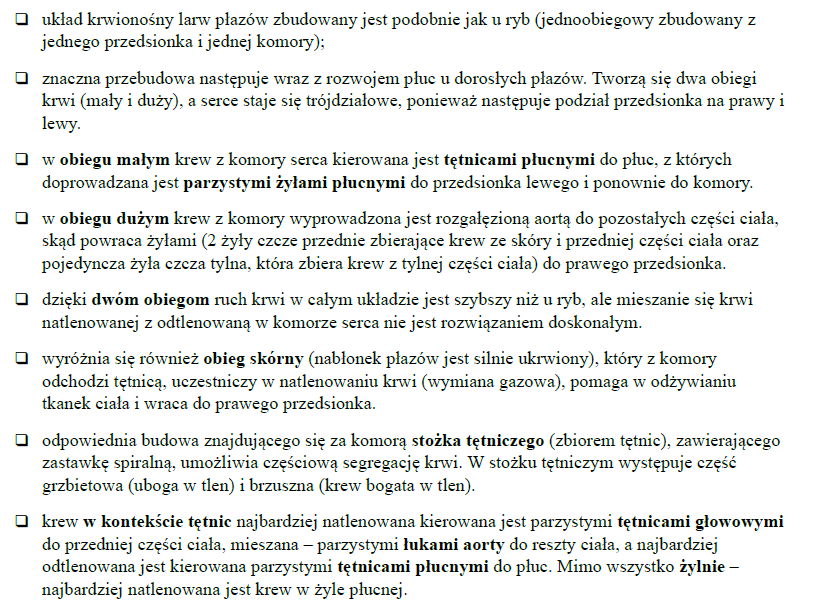 ❑ układ krwionośny larw płazów zbudowany jest podobnie jak u ryb (jednoobiegowy zbudowany z
jednego przedsionka i jednej komory);
❑ znaczna przebudowa następuje wraz z rozwojem płuc u dorosłych płazów. Tworzą się dwa obiegi
krwi (mały i duży), a serce staje się trójdziałowe, ponieważ następuje podział przedsionka na prawy i
lewy.
❑ w obiegu małym krew z komory serca kierowana jest tętnicami płucnymi do płuc, z których
doprowadzana jest parzystymi żyłami płucnymi do przedsionka lewego i ponownie do komory.
❑ w obiegu dużym krew z komory wyprowadzona jest rozgałęzioną aortą do pozostałych części ciała,
skąd powraca żyłami (2 żyły czcze przednie zbierające krew ze skóry i przedniej części ciała oraz
pojedyncza żyła czcza tylna, która zbiera krew z tylnej części ciała) do prawego przedsionka.
❑ dzięki dwóm obiegom ruch krwi w całym układzie jest szybszy niż u ryb, ale mieszanie się krwi
natlenowanej z odtlenowaną w komorze serca nie jest rozwiązaniem doskonałym.
❑ wyróżnia się również obieg skórny (nabłonek płazów jest silnie ukrwiony), który z komory
odchodzi tętnicą, uczestniczy w natlenowaniu krwi (wymiana gazowa), pomaga w odżywianiu
tkanek ciała i wraca do prawego przedsionka.
❑ odpowiednia budowa znajdującego się za komorą stożka tętniczego (zbiorem tętnic), zawierającego
zastawkę spiralną, umożliwia częściową segregację krwi. W stożku tętniczym występuje część
grzbietowa (uboga w tlen) i brzuszna (krew bogata w tlen).
❑ krew w kontekście tętnic najbardziej natlenowana kierowana jest parzystymi tętnicami głowowymi
do przedniej części ciała, mieszana – parzystymi łukami aorty do reszty ciała, a najbardziej
odtlenowana jest kierowana parzystymi tętnicami płucnymi do płuc. Mimo wszystko żylnie –
najbardziej natlenowana jest krew w żyle płucnej.